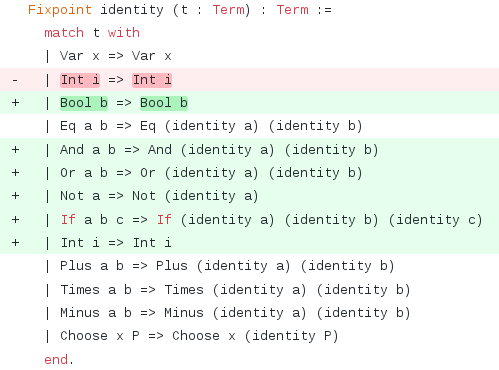 Fixpoint identity (t : Term) : Term :=
match t with
| Var x => Var x
- | Int i => Int i
+ | Bool b => Bool b
| Eq a b => Eq (identity a) (identity b)
+ | And a b => And (identity a) (identity b)
+ | Or a b => Or (identity a) (identity b)
+ | Not a => Not (identity a)
+ | If a b c => If (identity a) (identity b) (identity c)
+ | Int i => Int i
| Plus a b => Plus (identity a) (identity b)
| Times a b => Times (identity a) (identity b)
| Minus a b => Minus (identity a) (identity b)
| Choose x P => Choose x (identity P)
end.